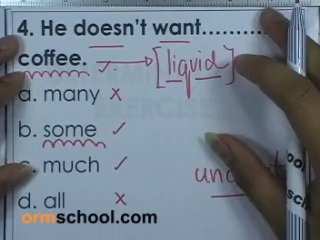 4. He doesn't want............
coffee. [liquid]
a. many x
b. some ✓
c. much ✓
d. all x
ormschool.com